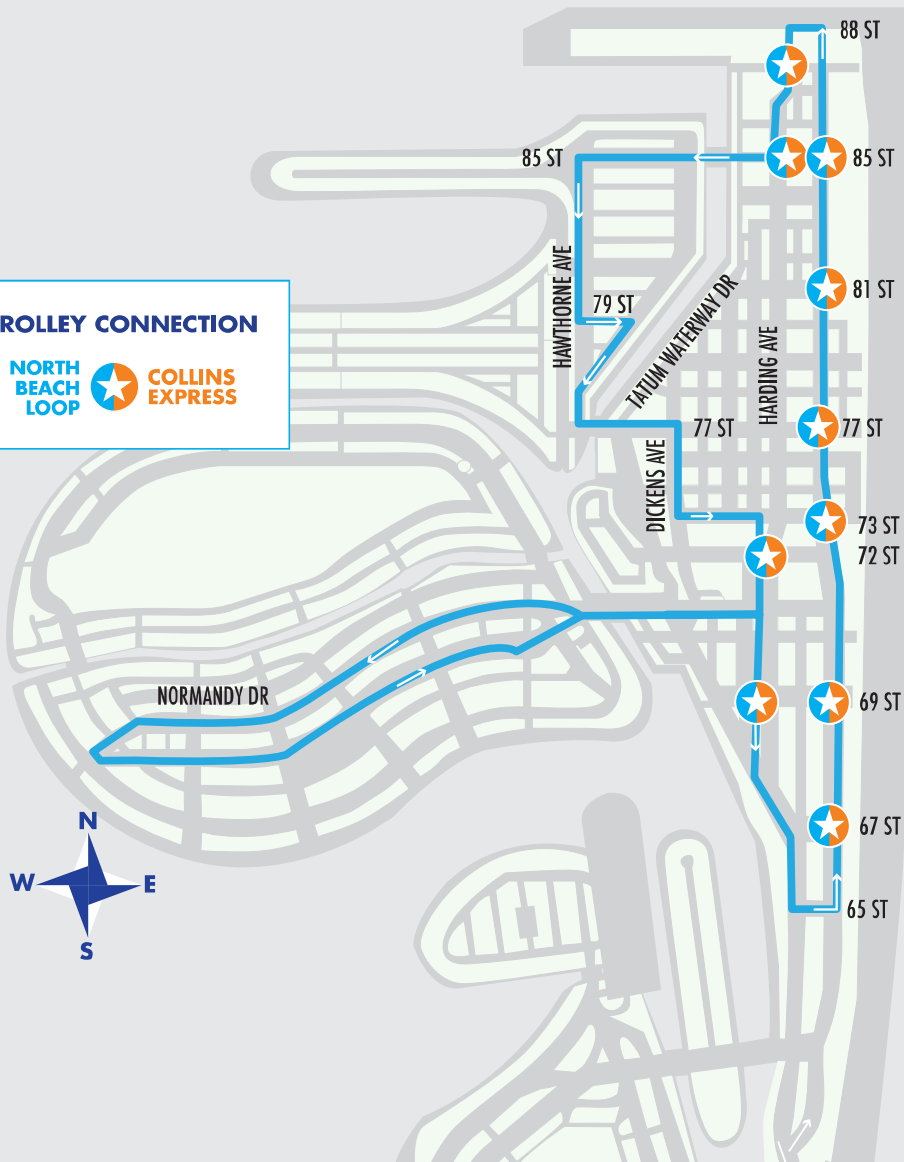 88 ST
85 ST
85 ST
81 ST
HAWTHORNE AVE
79 ST
TATUM WATERWAY DR
HARDING AVE
ROLLEY CONNECTION
NORTH
BEACH
LOOP
COLLINS
EXPRESS
77 ST
77 ST
DICKENS AVE
73 ST
72 ST
NORMANDY DR
69 ST
67 ST
65 ST
N
W
E
S